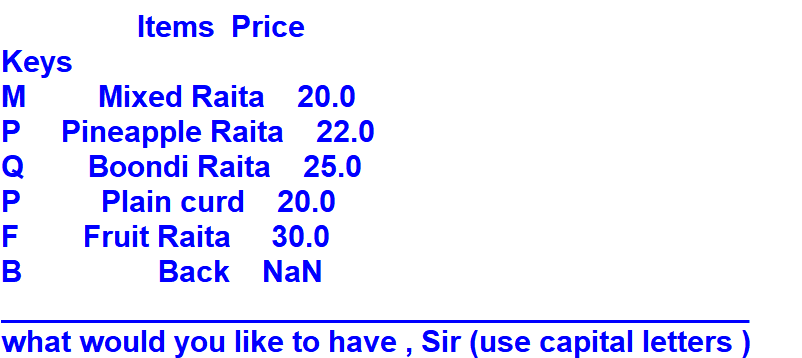 Items Price
Keys
M Mixed Raita 20.0
P Pineapple Raita 22.0
Q Boondi Raita 25.0
P Plain curd 20.0
F Fruit Raita 30.0
B Back NaN
what would you like to have , Sir (use capital letters )